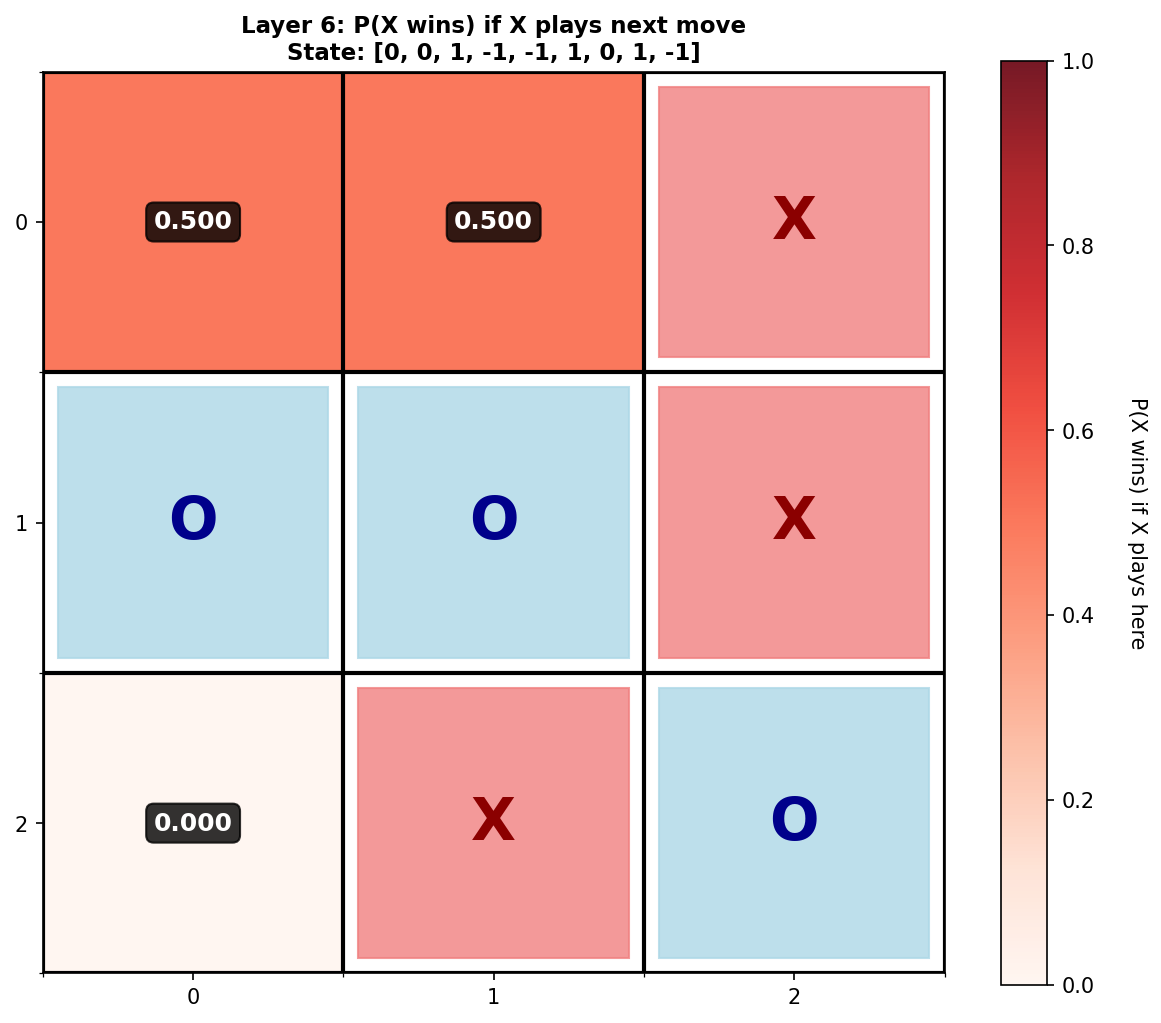 Layer 6: P(X wins) if X plays next move
State: [0, 0, 1, -1, -1, 1, 0, 1, -1]
0.500 0.500 X
O O X
0.000 X O
0
1
2
0 1 2
1.0
0.8
0.6
0.4
0.2
0.0
P(X wins) if X plays here